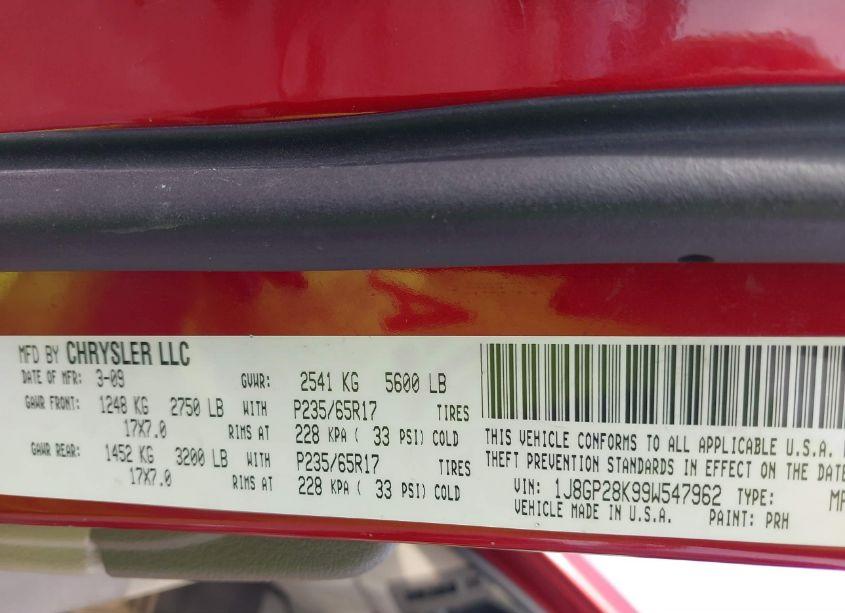 MFD BY CHRYSLER LLC
DATE OF MFR: 3-09 GVWR: 2541 KG 5600 LB
GAWR FRONT: 1248 KG 2750 LB WITH P235/65R17 TIRES
17X7.0 RIMS AT 228 KPA ( 33 PSI) COLD
GAWR REAR: 1452 KG 3200 LB WITH P235/65R17 TIRES
17X7.0 RIMS AT 228 KPA ( 33 PSI) COLD
THIS VEHICLE CONFORMS TO ALL APPLICABLE U.S.A.
THEFT PREVENTION STANDARDS IN EFFECT ON THE DATE
VIN: 1J8GP28K99W547962 TYPE: MP
VEHICLE MADE IN U.S.A. PAINT: PRH